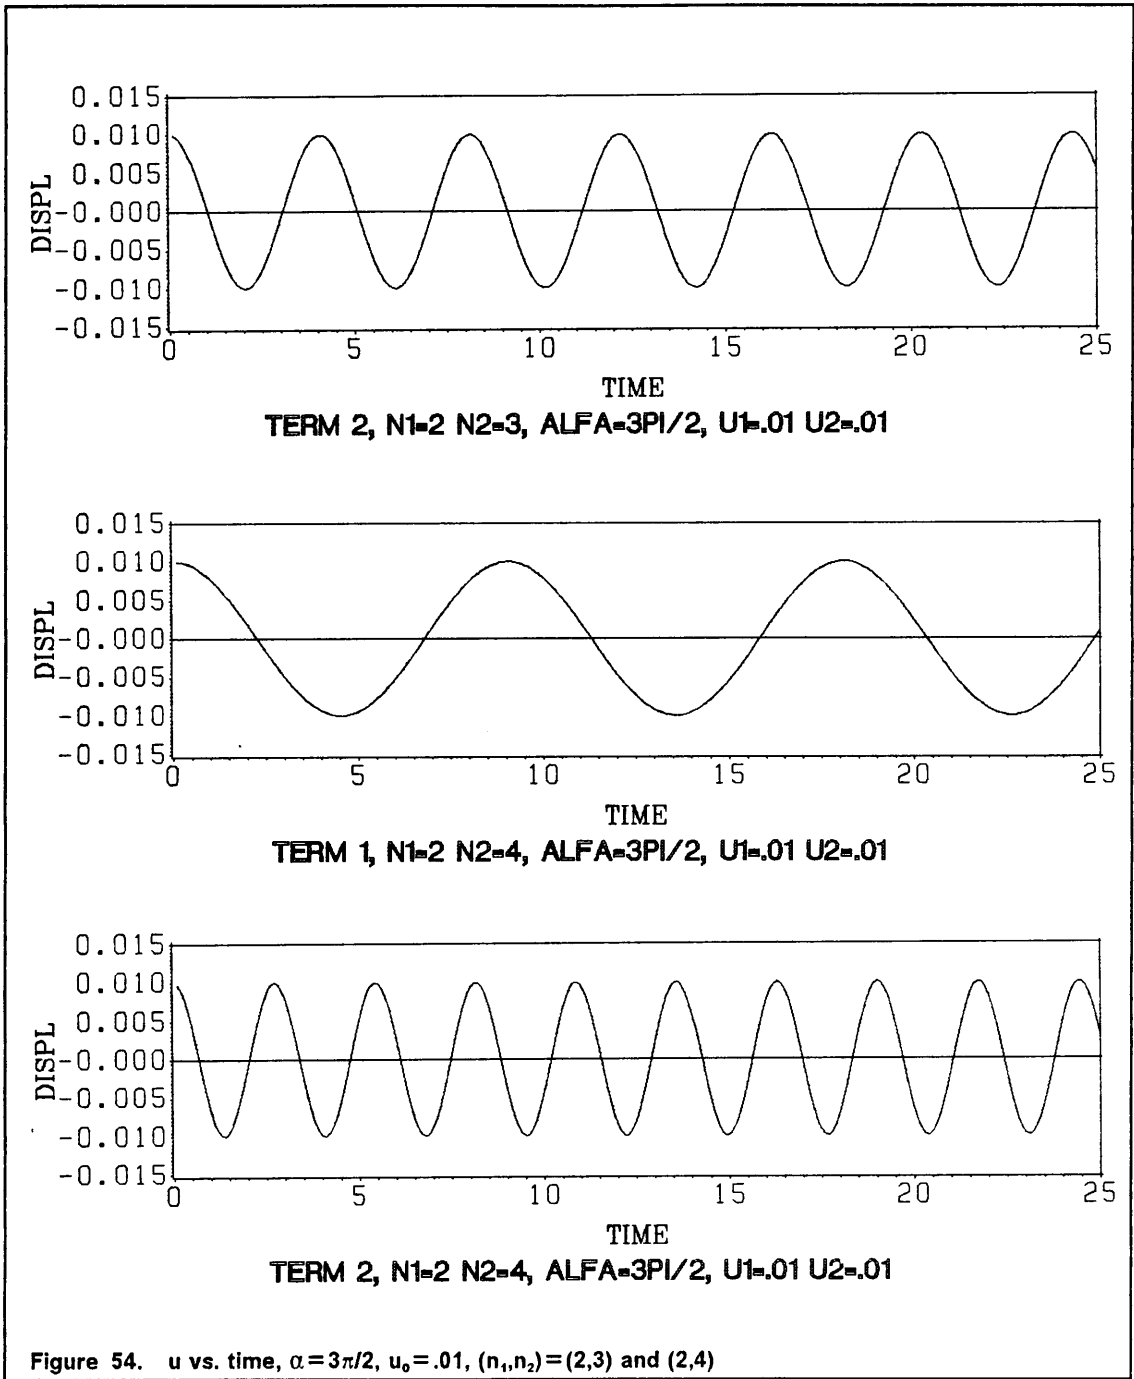 0.015
0.010
0.005
-0.000
-0.005
-0.010
-0.015
DISPL
0 5 10 15 20 25
TIME
TERM 2, N1=2 N2=3, ALFA=3PI/2, U1=.01 U2=.01
0.015
0.010
0.005
-0.000
-0.005
-0.010
-0.015
DISPL
0 5 10 15 20 25
TIME
TERM 1, N1=2 N2=4, ALFA=3PI/2, U1=.01 U2=.01
0.015
0.010
0.005
-0.000
-0.005
-0.010
-0.015
DISPL
0 5 10 15 20 25
TIME
TERM 2, N1=2 N2=4, ALFA=3PI/2, U1=.01 U2=.01
Figure 54. u vs. time, α=3π/2, u₀=.01, (n₁,n₂)=(2,3) and (2,4)